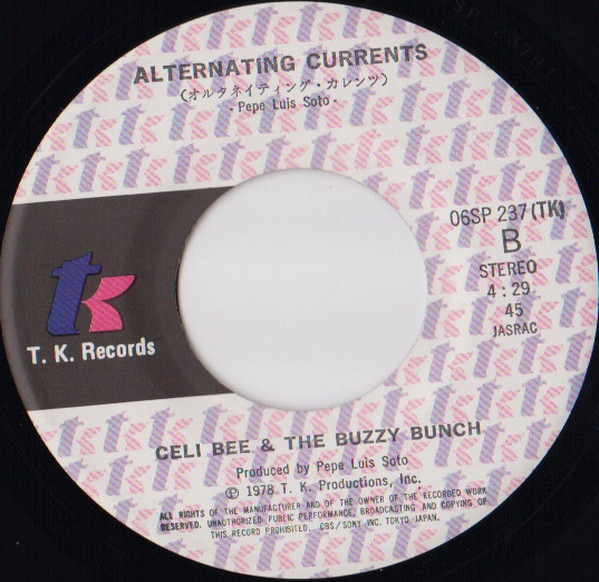 ALTERNATING CURRENTS
(オルタネイティング・カレンツ)
- Pepe Luis Soto -
06SP 237(TK)
B
STEREO
4:29
45
JASRAC
tk
T. K. Records
CELI BEE & THE BUZZY BUNCH
Produced by Pepe Luis Soto
℗ 1978 T. K. Productions, Inc.
ALL RIGHTS OF THE MANUFACTURER AND OF THE OWNER OF THE RECORDED WORK
RESERVED. UNAUTHORIZED PUBLIC PERFORMANCE, BROADCASTING AND COPYING OF
THIS RECORD PROHIBITED. CBS/SONY INC. TOKYO JAPAN.